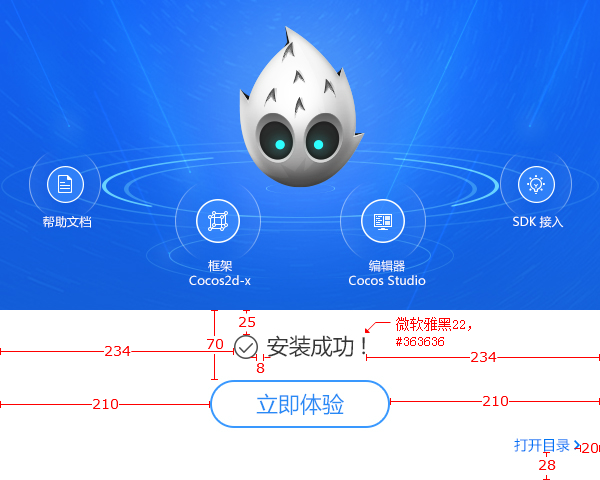 帮助文档
SDK 接入
框架
Cocos2d-x
编辑器
Cocos Studio
25
微软雅黑22，
#363636
70
安装成功！
234
234
8
210
立即体验
210
打开目录
20
28